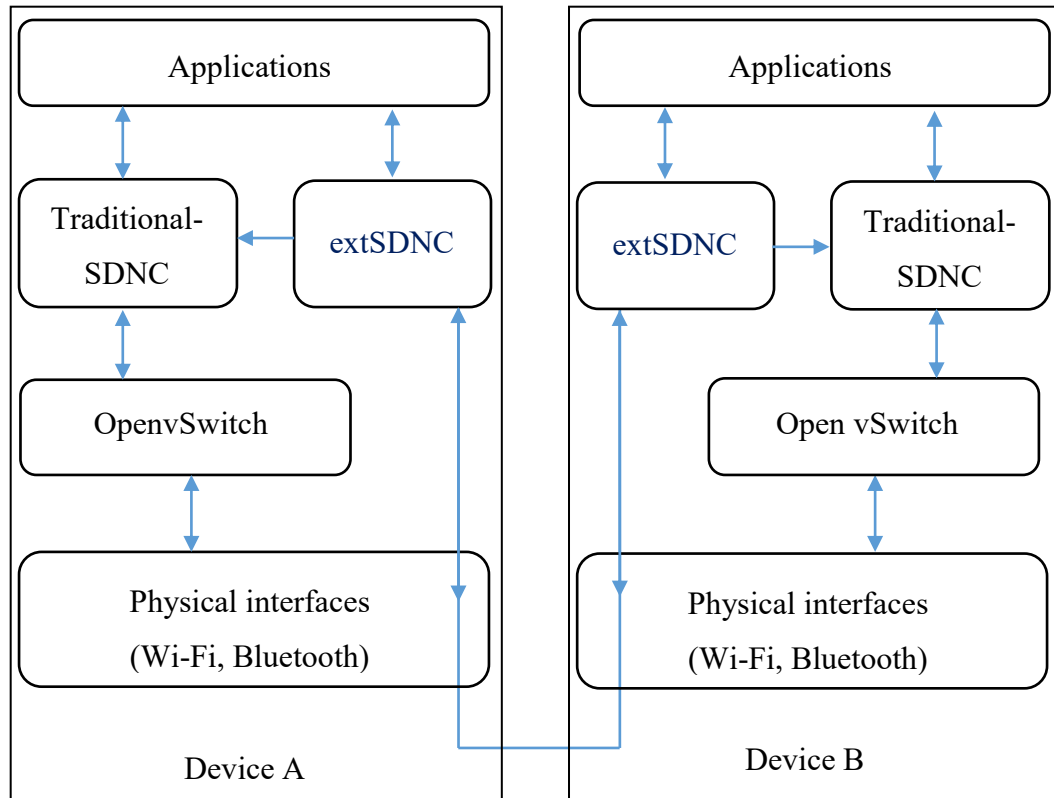 Applications
Traditional-
SDNC
extSDNC
OpenvSwitch
Physical interfaces
(Wi-Fi, Bluetooth)
Device A
Applications
extSDNC
Traditional-
SDNC
Open vSwitch
Physical interfaces
(Wi-Fi, Bluetooth)
Device B